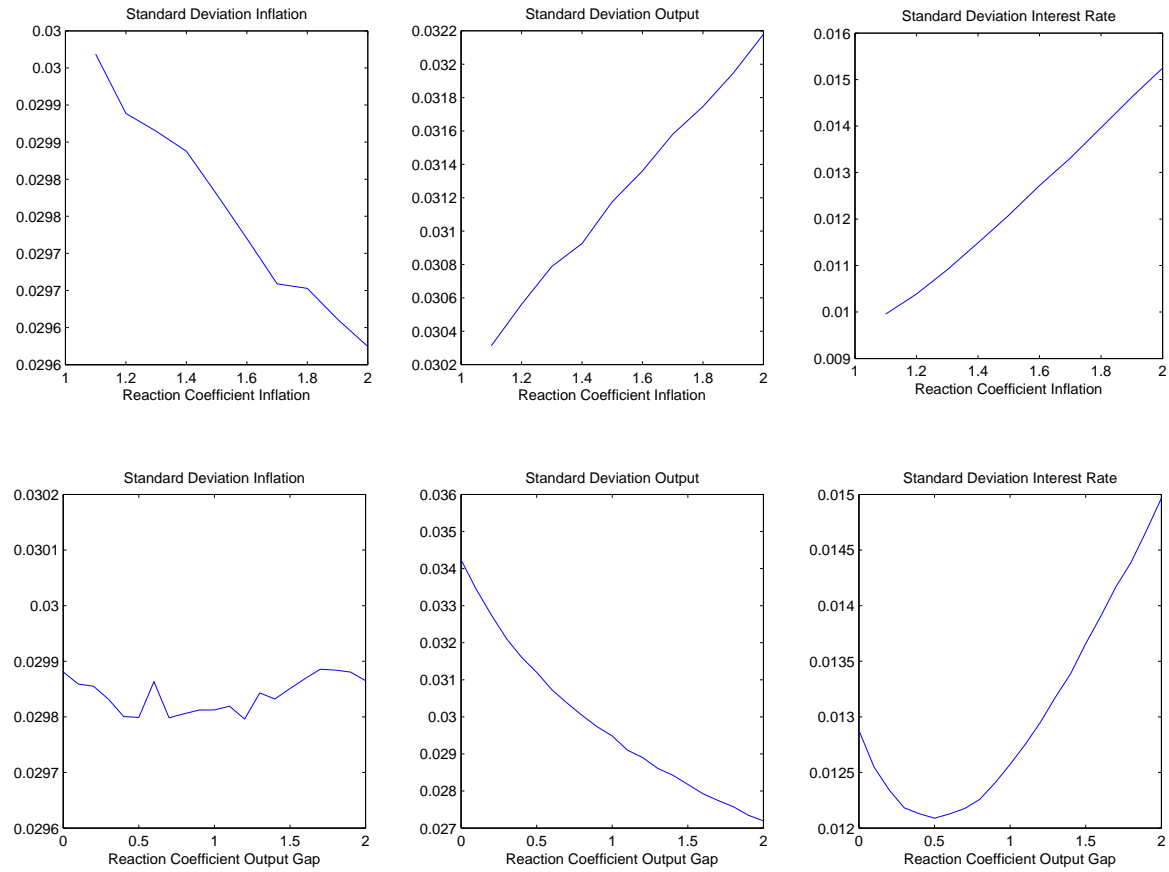 Standard Deviation Inflation
0.03
0.03
0.0299
0.0299
0.0298
0.0298
0.0297
0.0297
0.0296
0.0296
1 1.2 1.4 1.6 1.8 2
Reaction Coefficient Inflation
Standard Deviation Output
0.0322
0.032
0.0318
0.0316
0.0314
0.0312
0.031
0.0308
0.0306
0.0304
0.0302
1 1.2 1.4 1.6 1.8 2
Reaction Coefficient Inflation
Standard Deviation Interest Rate
0.016
0.015
0.014
0.013
0.012
0.011
0.01
0.009
1 1.2 1.4 1.6 1.8 2
Reaction Coefficient Inflation
Standard Deviation Inflation
0.0302
0.0301
0.03
0.0299
0.0298
0.0297
0.0296
0 0.5 1 1.5 2
Reaction Coefficient Output Gap
Standard Deviation Output
0.036
0.035
0.034
0.033
0.032
0.031
0.03
0.029
0.028
0.027
0 0.5 1 1.5 2
Reaction Coefficient Output Gap
Standard Deviation Interest Rate
0.015
0.0145
0.014
0.0135
0.013
0.0125
0.012
0 0.5 1 1.5 2
Reaction Coefficient Output Gap